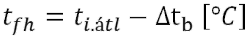 t_fh = t_i.átl − Δt_b [°C]